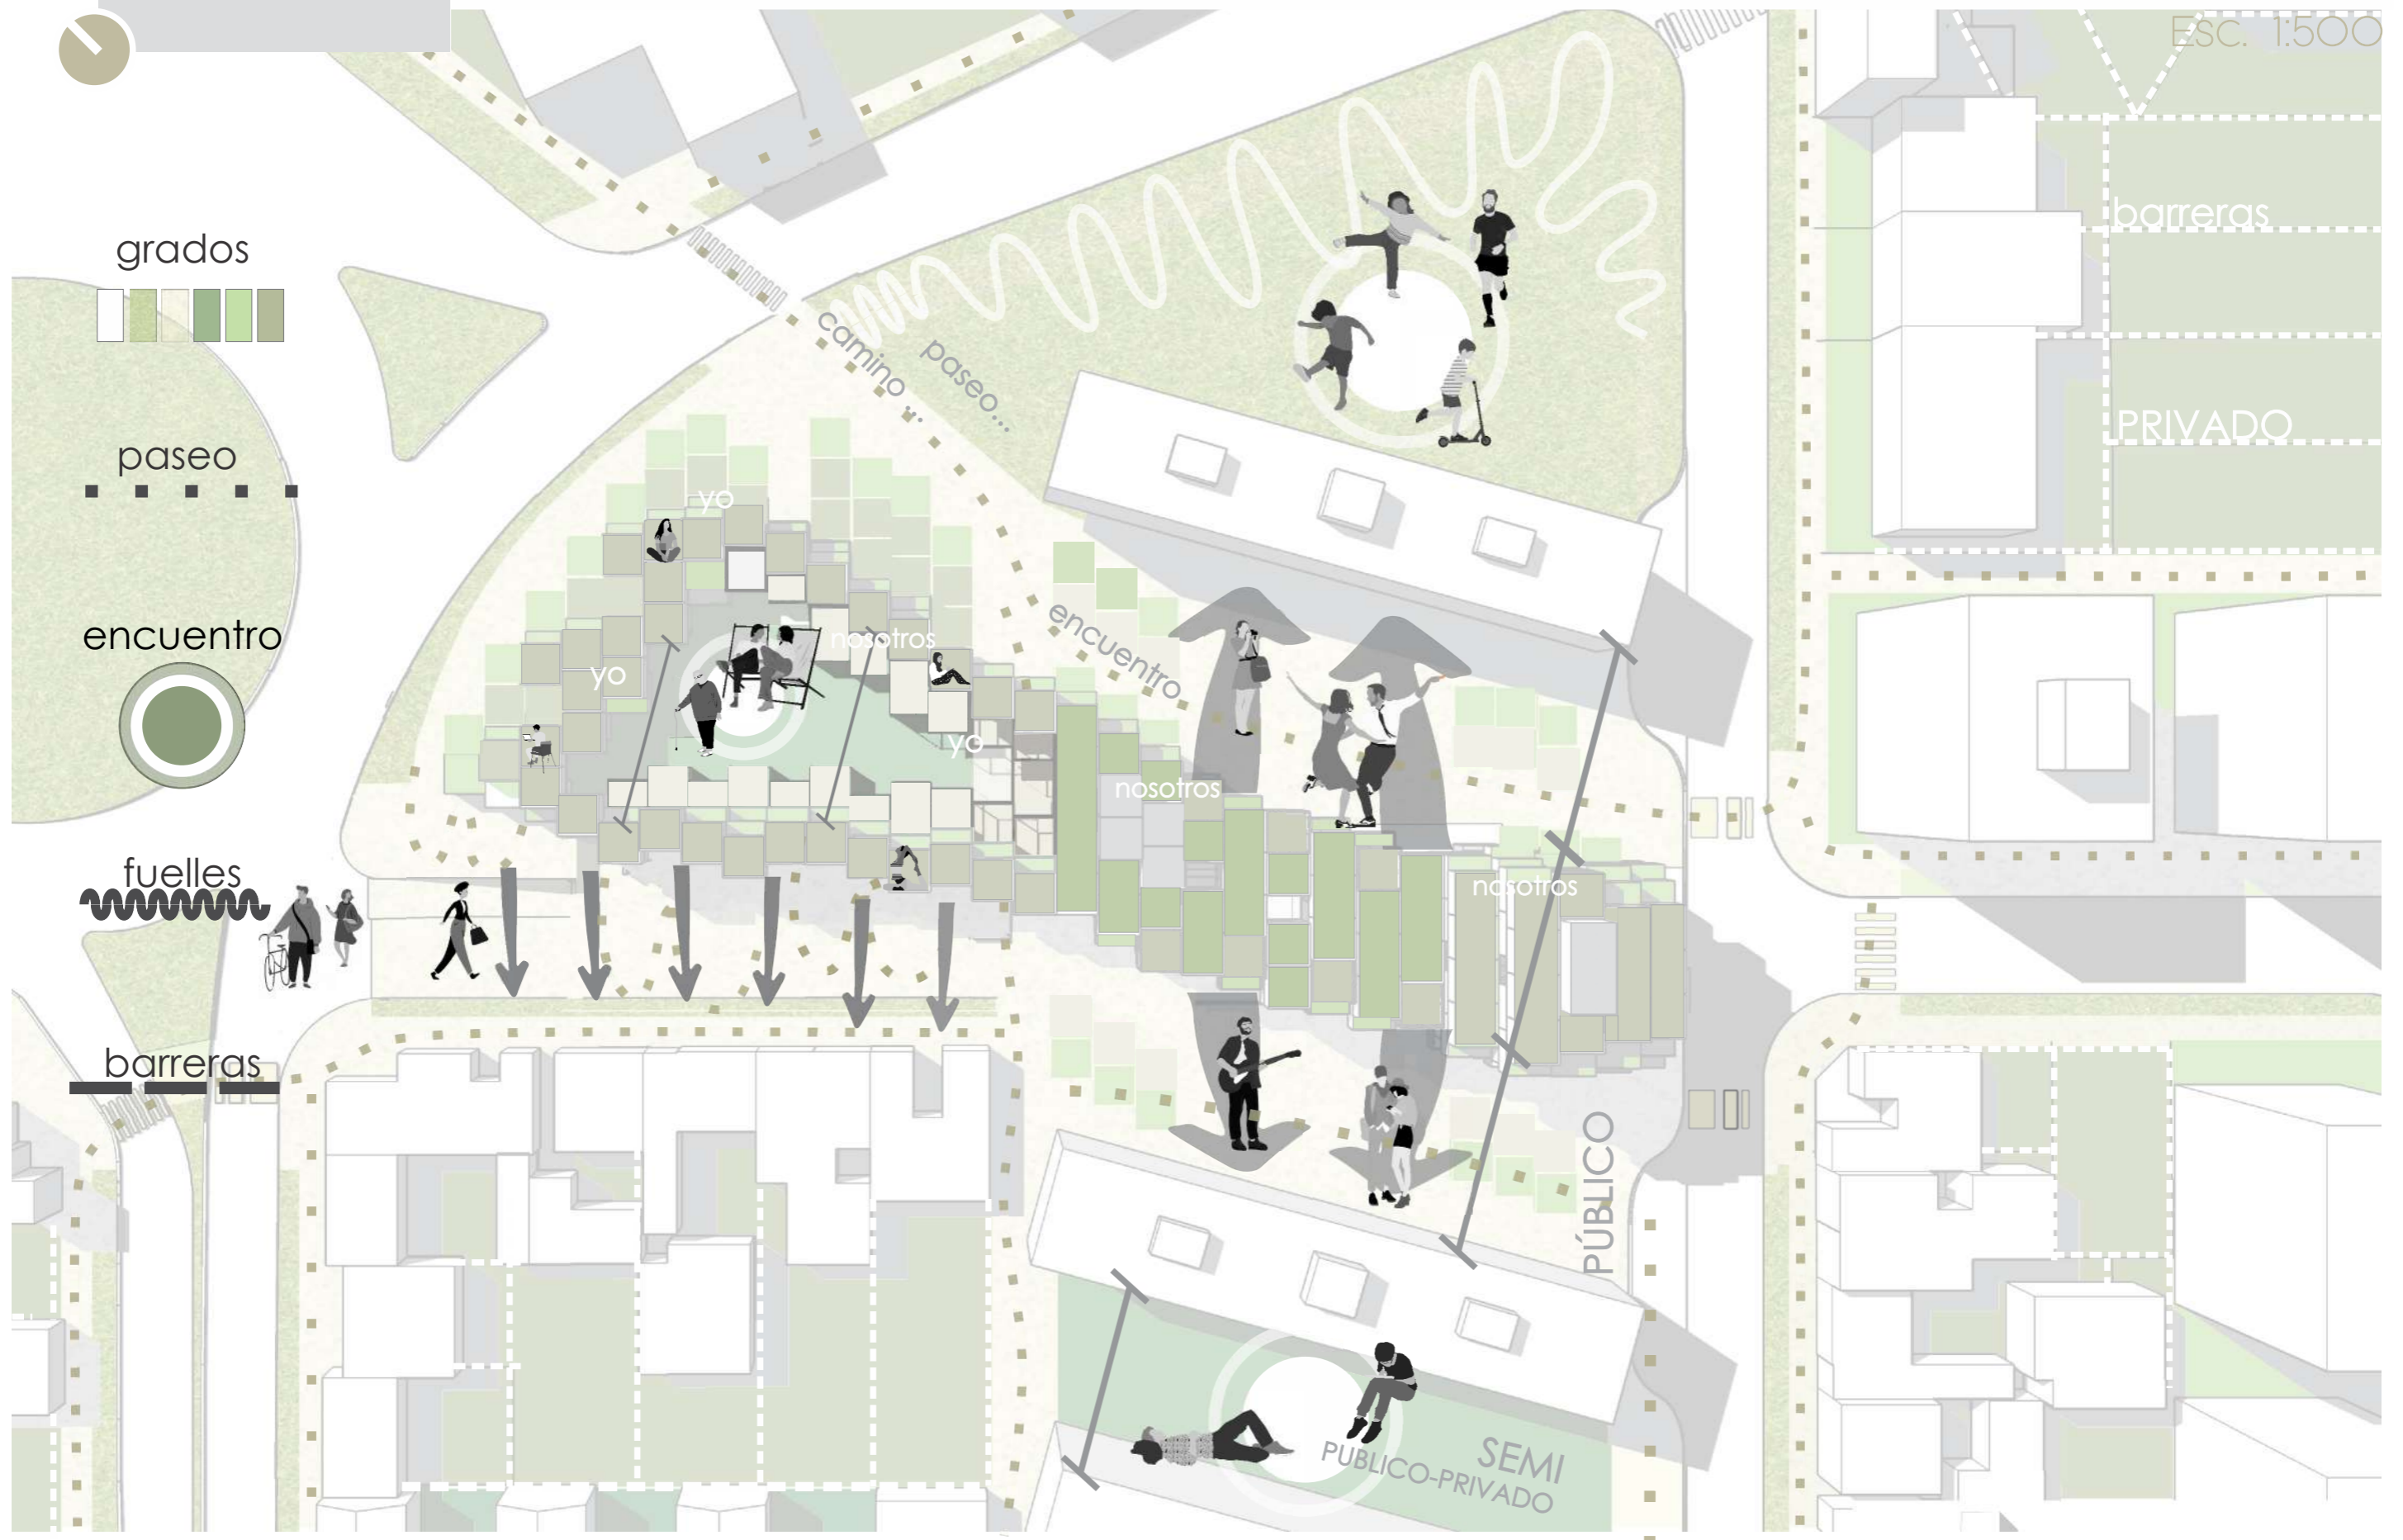 Esc. 1:500
grados
paseo
encuentro
fuelles
barreras
camino ...
paseo...
encuentro
yo
yo
nosotros
yo
nosotros
nosotros
barreras
PRIVADO
PÚBLICO
SEMI
PUBLICO-PRIVADO